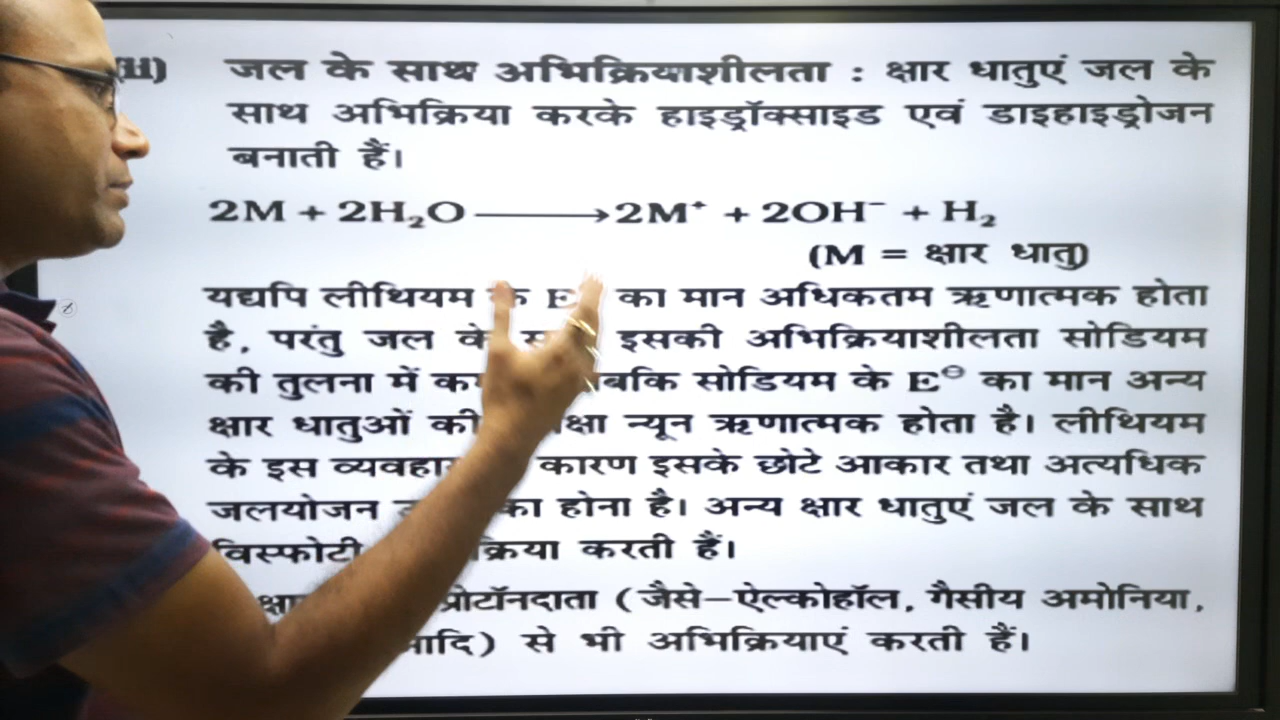 (ii) जल के साथ अभिक्रियाशीलता : क्षार धातुएं जल के
साथ अभिक्रिया करके हाइड्रॉक्साइड एवं डाइहाइड्रोजन
बनाती हैं।
2M + 2H₂O ⟶ 2M⁺ + 2OH⁻ + H₂
(M = क्षार धातु)
यद्यपि लीथियम के E का मान अधिकतम ऋणात्मक होता
है, परंतु जल के इसकी अभिक्रियाशीलता सोडियम
की तुलना में सोडियम के E⊖ का मान अन्य
क्षार धातुओं की न्यून ऋणात्मक होता है। लीथियम
के इस कारण इसके छोटे आकार तथा अत्यधिक
जलयोजन का होना है। अन्य क्षार धातुएं जल के साथ
करती हैं।
प्रोटॉनदाता (जैसे–ऐल्कोहॉल, गैसीय अमोनिया,
) से भी अभिक्रियाएं करती हैं।